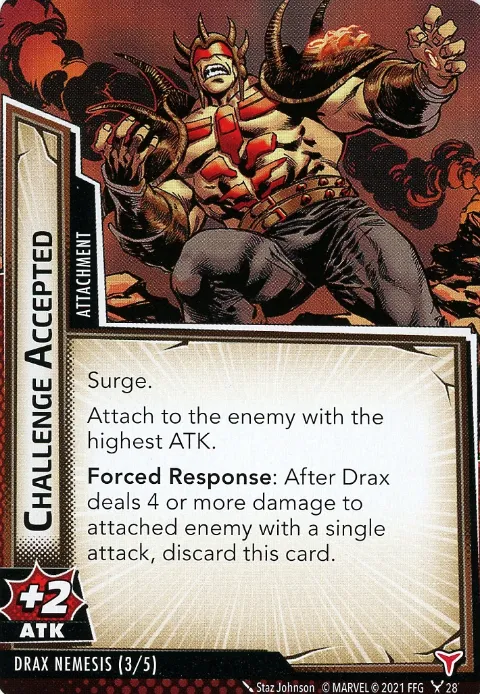 CHALLENGE ACCEPTED
ATTACHMENT
Surge.
Attach to the enemy with the
highest ATK.
Forced Response: After Drax
deals 4 or more damage to
attached enemy with a single
attack, discard this card.
+2
ATK
DRAX NEMESIS (3/5)
Staz Johnson © MARVEL © 2021 FFG 28